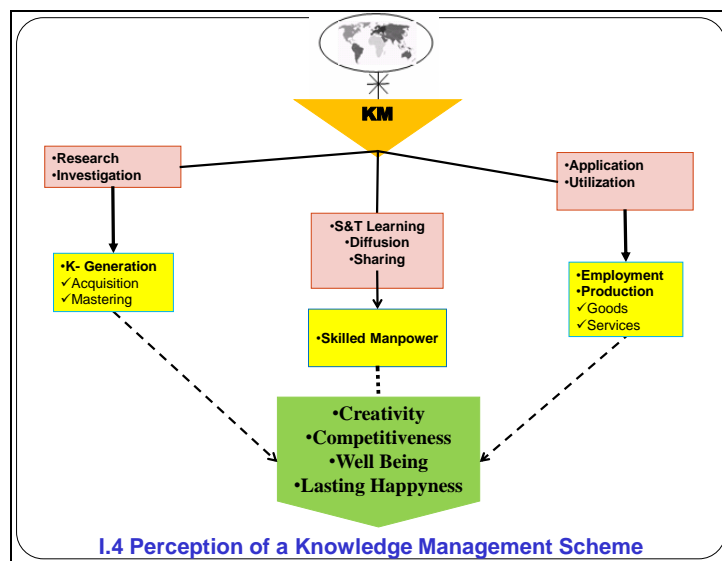 KM
•Research
•Investigation
•Application
•Utilization
•S&T Learning
•Diffusion
•Sharing
•K- Generation
✓Acquisition
✓Mastering
•Employment
•Production
✓Goods
✓Services
•Skilled Manpower
•Creativity
•Competitiveness
•Well Being
•Lasting Happyness
I.4 Perception of a Knowledge Management Scheme